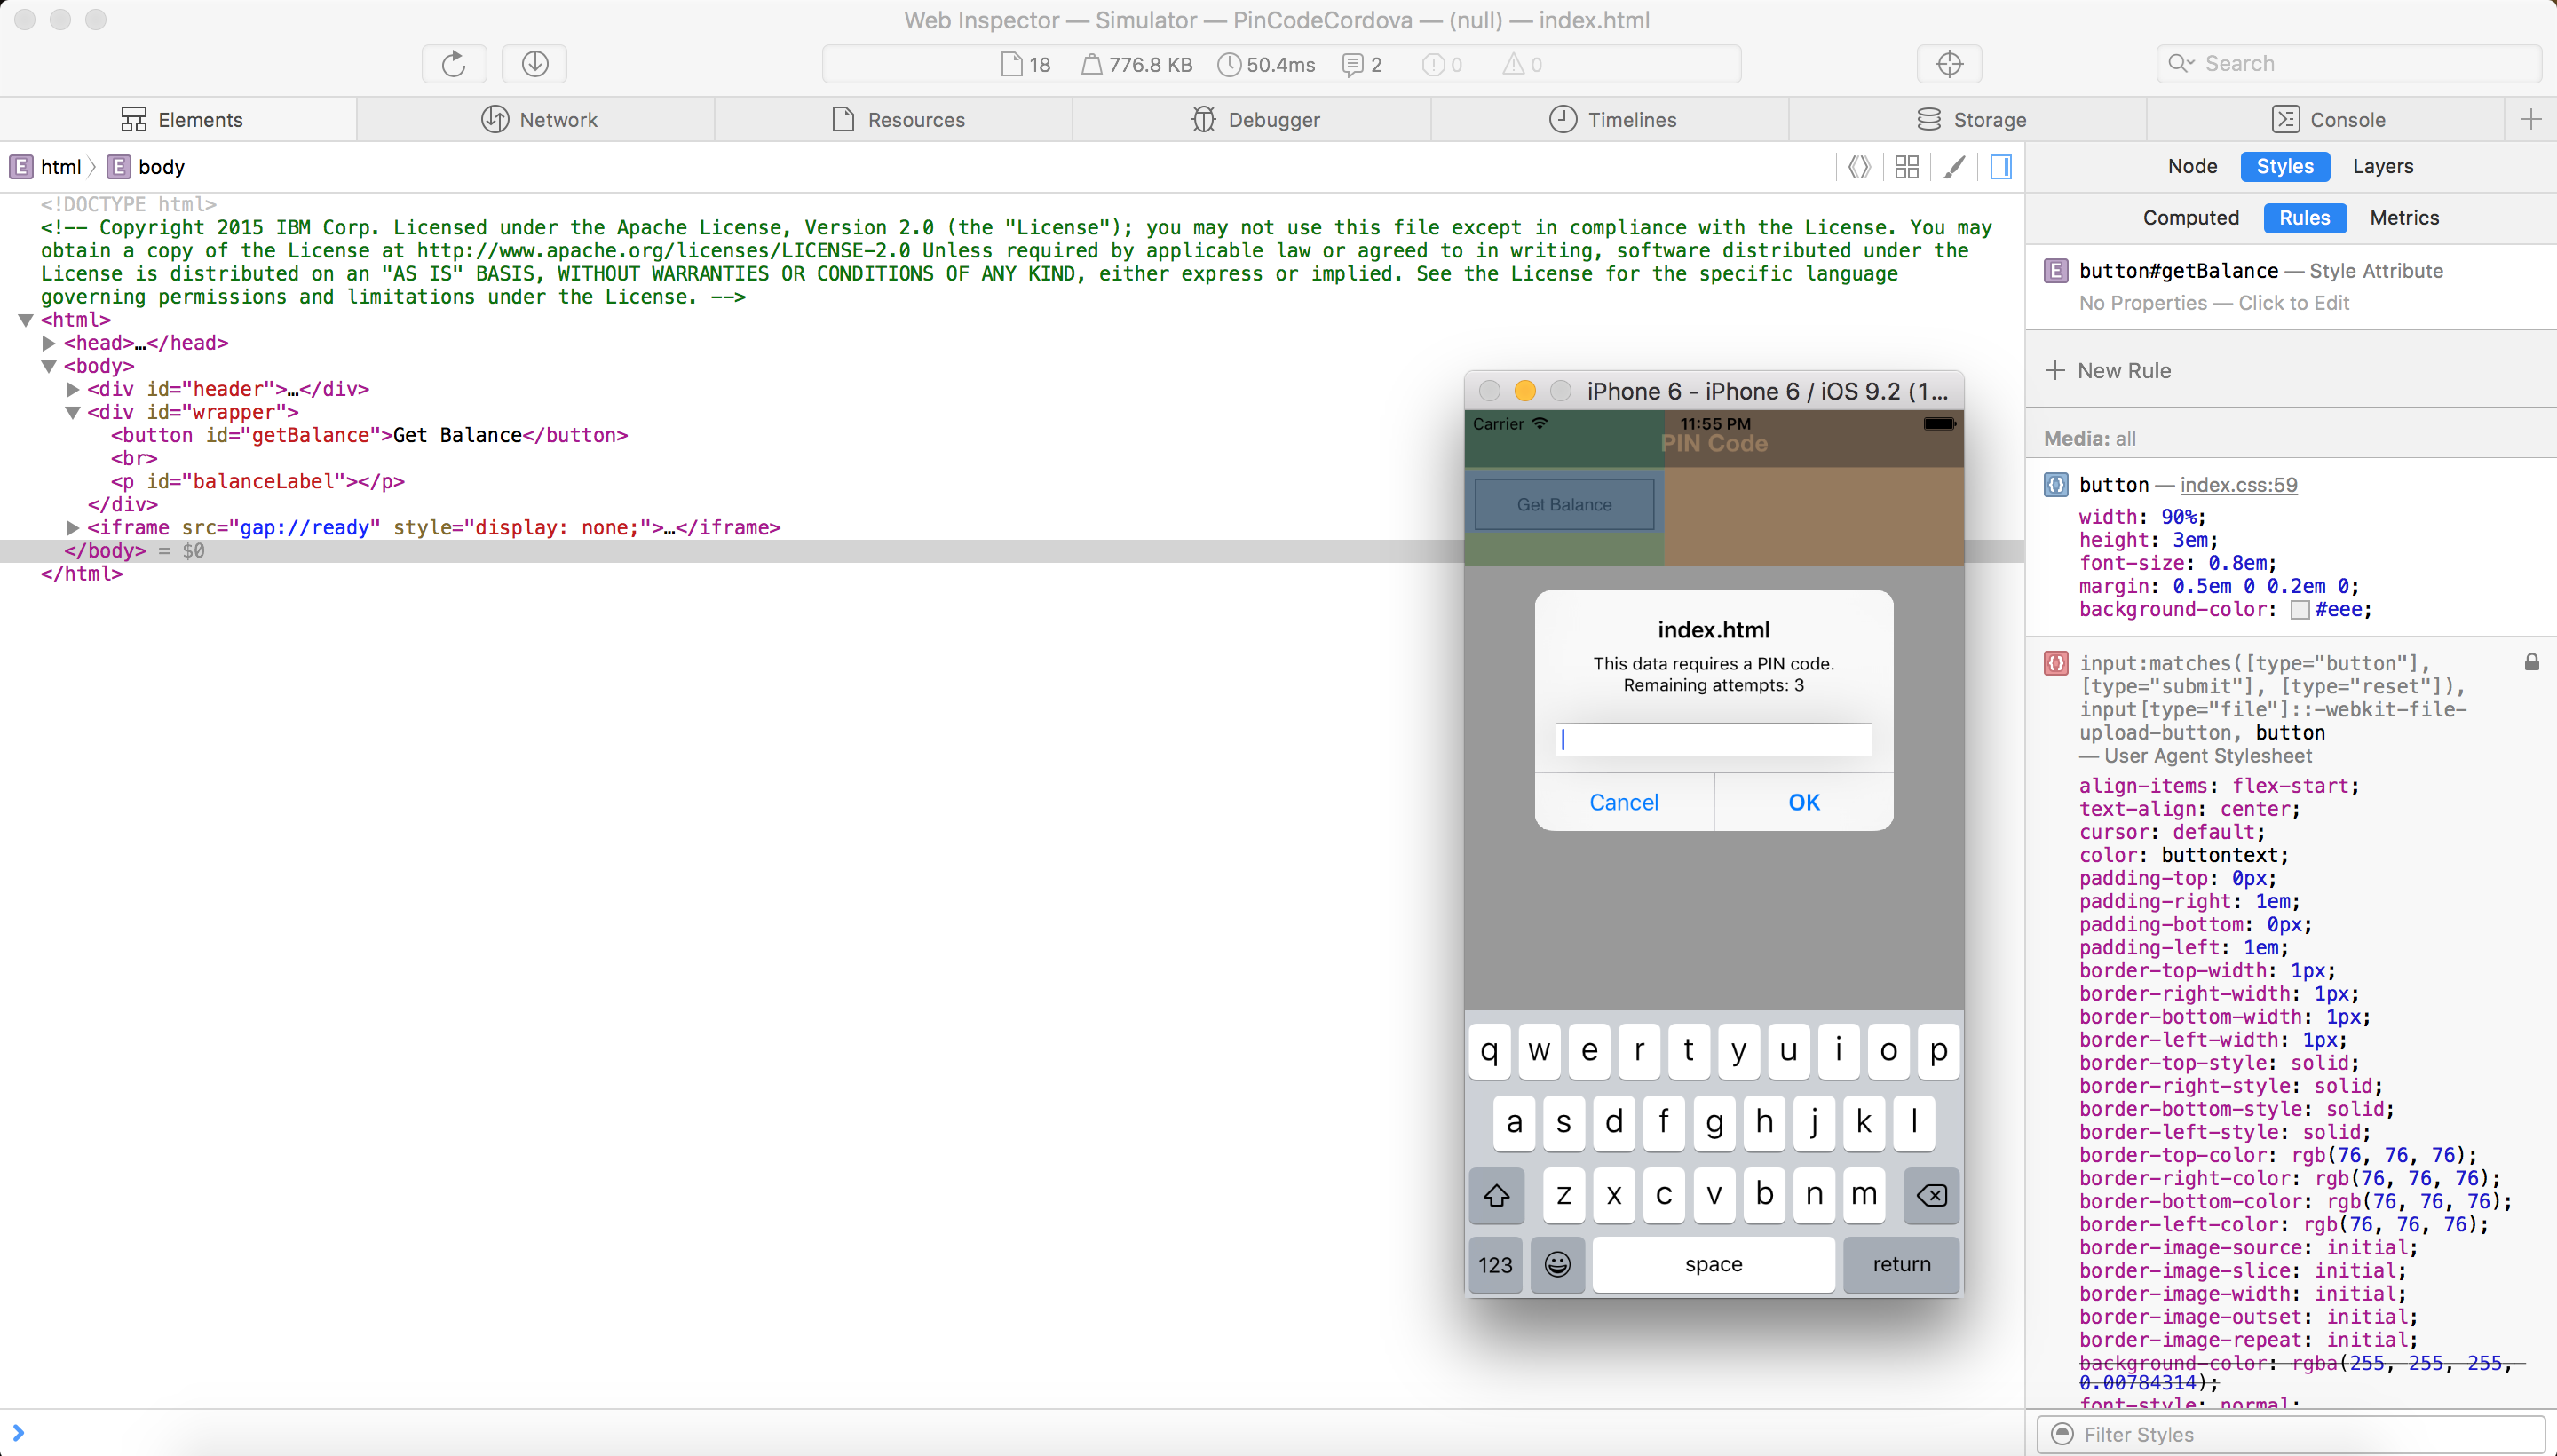 Web Inspector — Simulator — PinCodeCordova — (null) — index.html
18 776.8 KB 50.4ms 2 0 0 Search
Elements Network Resources Debugger Timelines Storage Console
E html E body
<!DOCTYPE html>
<!-- Copyright 2015 IBM Corp. Licensed under the Apache License, Version 2.0 (the "License"); you may not use this file except in compliance with the License. You may
obtain a copy of the License at http://www.apache.org/licenses/LICENSE-2.0 Unless required by applicable law or agreed to in writing, software distributed under the
License is distributed on an "AS IS" BASIS, WITHOUT WARRANTIES OR CONDITIONS OF ANY KIND, either express or implied. See the License for the specific language
governing permissions and limitations under the License. -->
<html>
<head>…</head>
<body>
<div id="header">…</div>
<div id="wrapper">
<button id="getBalance">Get Balance</button>
<br>
<p id="balanceLabel"></p>
</div>
<iframe src="gap://ready" style="display: none;">…</iframe>
</body> = $0
</html>
iPhone 6 - iPhone 6 / iOS 9.2 (1...
Carrier 11:55 PM
PIN Code
Get Balance
index.html
This data requires a PIN code.
Remaining attempts: 3
Cancel OK
q w e r t y u i o p
a s d f g h j k l
z x c v b n m
123 space return
Node Styles Layers
Computed Rules Metrics
E button#getBalance — Style Attribute
No Properties — Click to Edit
New Rule
Media: all
button — index.css:59
width: 90%;
height: 3em;
font-size: 0.8em;
margin: 0.5em 0 0.2em 0;
background-color: #eee;
input:matches([type="button"],
[type="submit"], [type="reset"]),
input[type="file"]::-webkit-file-
upload-button, button
— User Agent Stylesheet
align-items: flex-start;
text-align: center;
cursor: default;
color: buttontext;
padding-top: 0px;
padding-right: 1em;
padding-bottom: 0px;
padding-left: 1em;
border-top-width: 1px;
border-right-width: 1px;
border-bottom-width: 1px;
border-left-width: 1px;
border-top-style: solid;
border-right-style: solid;
border-bottom-style: solid;
border-left-style: solid;
border-top-color: rgb(76, 76, 76);
border-right-color: rgb(76, 76, 76);
border-bottom-color: rgb(76, 76, 76);
border-left-color: rgb(76, 76, 76);
border-image-source: initial;
border-image-slice: initial;
border-image-width: initial;
border-image-outset: initial;
border-image-repeat: initial;
background-color: rgba(255, 255, 255,
0.00784314);
font-style: normal;
Filter Styles